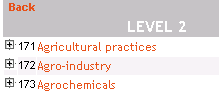 Back
LEVEL 2
171 Agricultural practices
172 Agro-industry
173 Agrochemicals